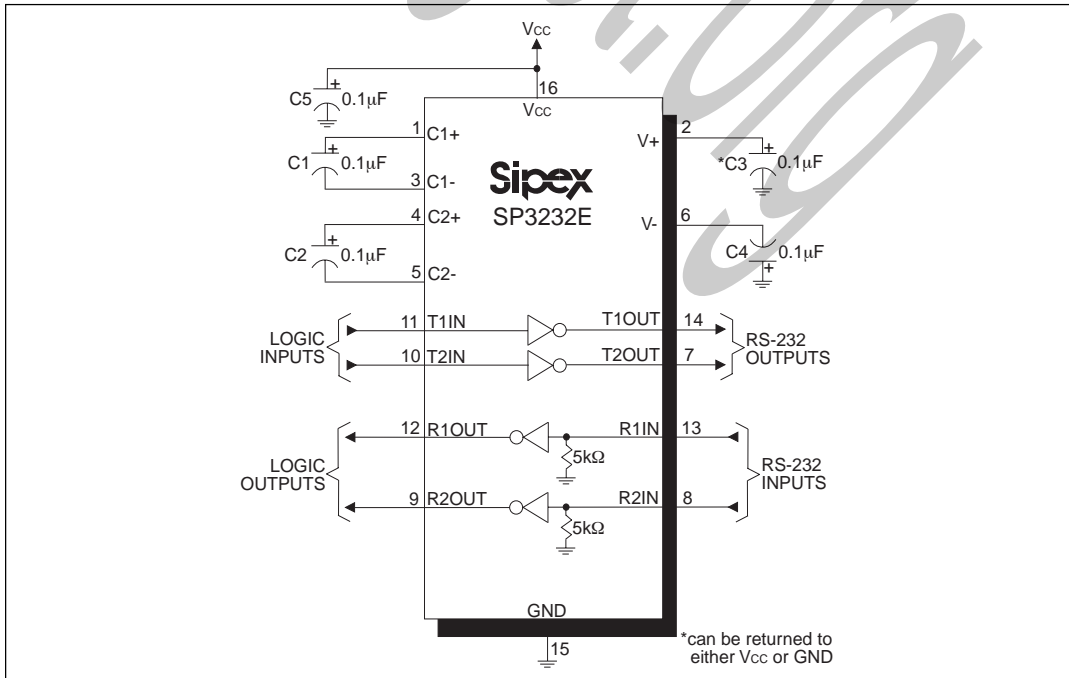 Vcc
C5
+
0.1μF
16
Vcc
1
C1+
C1
+
0.1μF
3
C1-
4
C2+
C2
+
0.1μF
5
C2-
Sipex
SP3232E
V+
2
*C3
+
0.1μF
V-
6
C4
0.1μF
+
LOGIC
INPUTS
11
T1IN
T1OUT
14
10
T2IN
T2OUT
7
RS-232
OUTPUTS
LOGIC
OUTPUTS
12
R1OUT
R1IN
13
5kΩ
9
R2OUT
R2IN
8
5kΩ
RS-232
INPUTS
GND
15
*can be returned to
either Vcc or GND